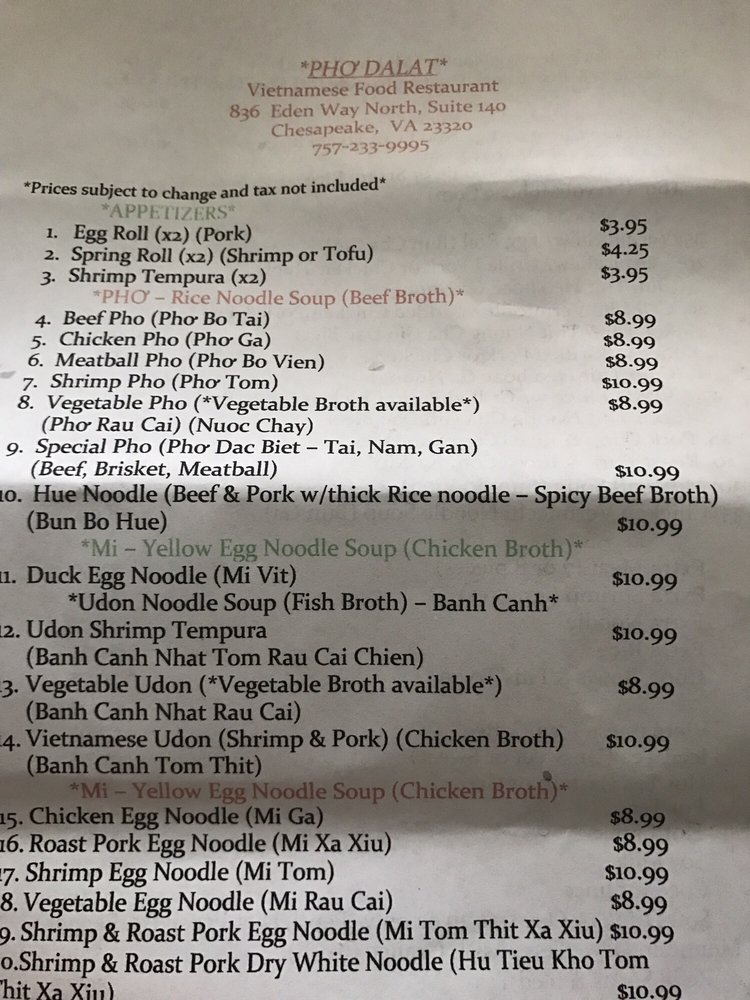 *PHƠ DALAT*
Vietnamese Food Restaurant
836 Eden Way North, Suite 140
Chesapeake, VA 23320
757-233-9995
*Prices subject to change and tax not included*
*APPETIZERS*
1. Egg Roll (x2) (Pork) $3.95
2. Spring Roll (x2) (Shrimp or Tofu) $4.25
3. Shrimp Tempura (x2) $3.95
*PHƠ – Rice Noodle Soup (Beef Broth)*
4. Beef Pho (Phơ Bo Tai) $8.99
5. Chicken Pho (Phơ Ga) $8.99
6. Meatball Pho (Phơ Bo Vien) $8.99
7. Shrimp Pho (Phơ Tom) $10.99
8. Vegetable Pho (*Vegetable Broth available*) $8.99
(Phơ Rau Cai) (Nuoc Chay)
9. Special Pho (Phơ Dac Biet – Tai, Nam, Gan)
(Beef, Brisket, Meatball) $10.99
10. Hue Noodle (Beef & Pork w/thick Rice noodle – Spicy Beef Broth)
(Bun Bo Hue) $10.99
*Mi – Yellow Egg Noodle Soup (Chicken Broth)*
11. Duck Egg Noodle (Mi Vit) $10.99
*Udon Noodle Soup (Fish Broth) – Banh Canh*
12. Udon Shrimp Tempura $10.99
(Banh Canh Nhat Tom Rau Cai Chien)
3. Vegetable Udon (*Vegetable Broth available*) $8.99
(Banh Canh Nhat Rau Cai)
4. Vietnamese Udon (Shrimp & Pork) (Chicken Broth) $10.99
(Banh Canh Tom Thit)
*Mi – Yellow Egg Noodle Soup (Chicken Broth)*
15. Chicken Egg Noodle (Mi Ga) $8.99
16. Roast Pork Egg Noodle (Mi Xa Xiu) $8.99
17. Shrimp Egg Noodle (Mi Tom) $10.99
8. Vegetable Egg Noodle (Mi Rau Cai) $8.99
9. Shrimp & Roast Pork Egg Noodle (Mi Tom Thit Xa Xiu) $10.99
0.Shrimp & Roast Pork Dry White Noodle (Hu Tieu Kho Tom
Thit Xa Xiu) $10.99